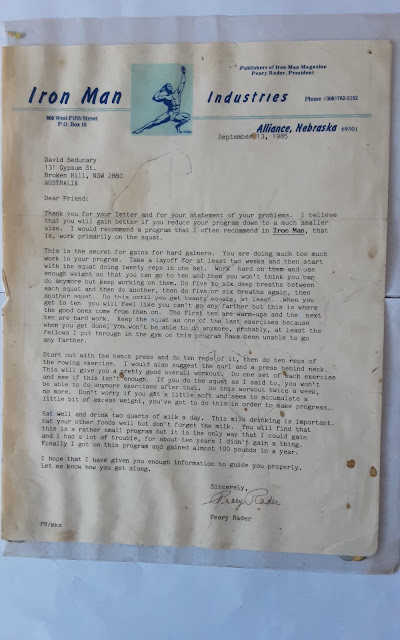 Publishers of Iron Man Magazine
Peary Rader, President
Iron Man Industries Phone (308)762-5152
908 West Fifth Street
P.O. Box 10
Alliance, Nebraska 69301
September 13, 1985
David Sedunary
131 Gypsum St.
Broken Hill, NSW 2880
AUSTRALIA
Dear Friend:
Thank you for your letter and for your statement of problems. I believe
that you will gain better if you reduce your program down to a much smaller
size. I would recommend a program that I often recommend in Iron Man, that
is, work primarily on the squat.
This is the secret for gains for hard gainers. You are doing too much
work in your program. Take a layoff for at least two weeks and then start
with the squat doing twenty reps in one set. Work hard on them and use
enough weight so that you can go to ten and then you won't think you can
do anymore but keep working on them. Do five to six deep breaths between
each squat and then do another, then do five or six breaths again, then
another squat. Do this until you get twenty squats, at least. When you
get to ten you will feel like you can't go any farther but this is where
the good ones come from then on. The first ten are warm-ups and the next
ten are hard work. Keep the squat as one of the last exercises because
when you get done, you won't be able to do anymore, probably, at least the
fellows I put through in the gym on this program have been unable to go
any farther.
Start out with the bench press and do ten reps of it, then do ten reps of
the rowing exercise. I would also suggest the curl and a press behind neck.
This will give you a pretty good overall workout. Do one set of each exercise
and see if this isn't enough. If you do the squat as I said to, you won't
be able to do anymore exercises after that. Do this workout twice a week,
no more. Don't worry if you get a little soft and seem to accumulate a
little bit of excess weight, you've got to do this in order to make progress.
Eat well and drink two quarts of milk a day. This milk drinking is important.
Eat your other foods well but don't forget the milk. You will find that
this is a rather small program but it is the only way that I could gain
and I had a lot of trouble, for about ten years I didn't gain a thing.
Finally I got on this program and gained almost 100 pounds in a year.
I hope that I have given you enough information to guide you properly.
Let me know how you get along.
Sincerely,
Peary Rader
Peary Rader